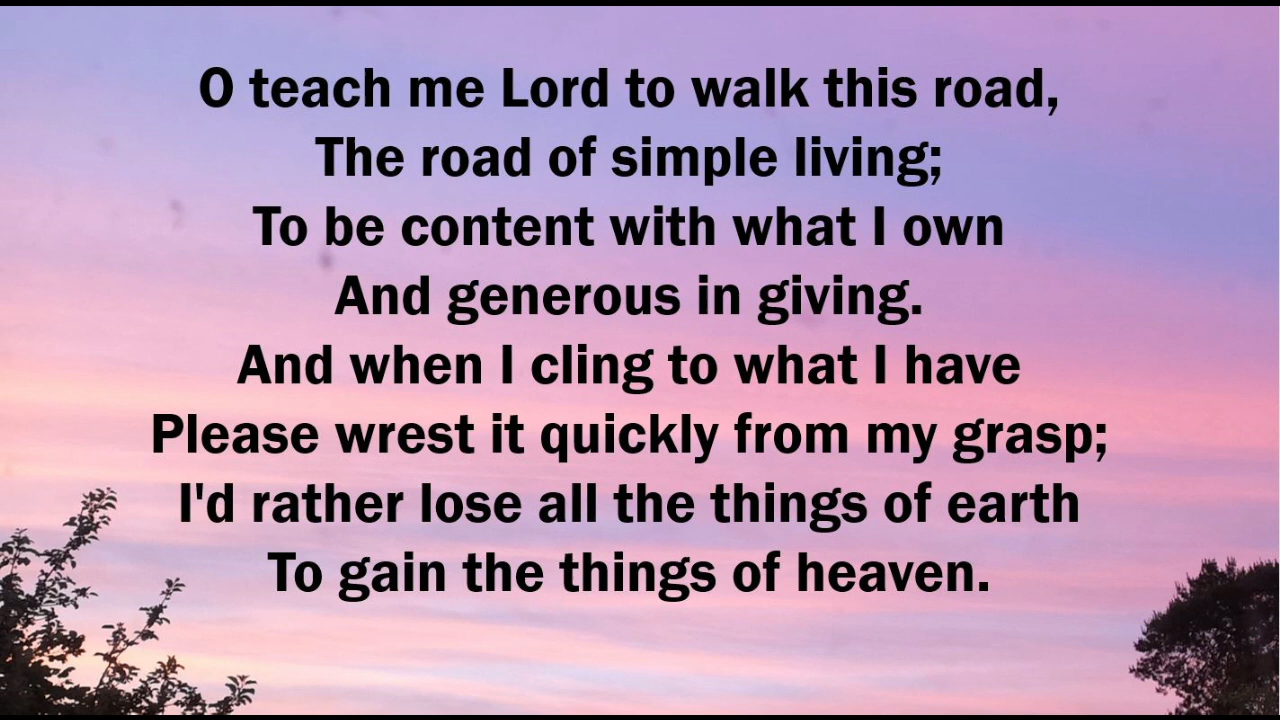 O teach me Lord to walk this road,
The road of simple living;
To be content with what I own
And generous in giving.
And when I cling to what I have
Please wrest it quickly from my grasp;
I'd rather lose all the things of earth
To gain the things of heaven.